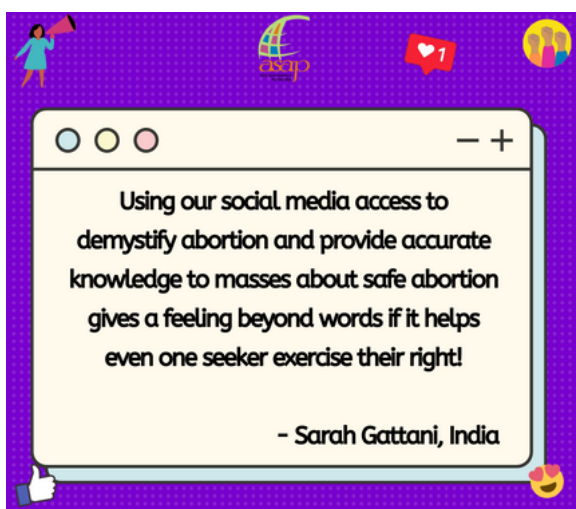 asap
1
Using our social media access to
demystify abortion and provide accurate
knowledge to masses about safe abortion
gives a feeling beyond words if it helps
even one seeker exercise their right!
- Sarah Gattani, India